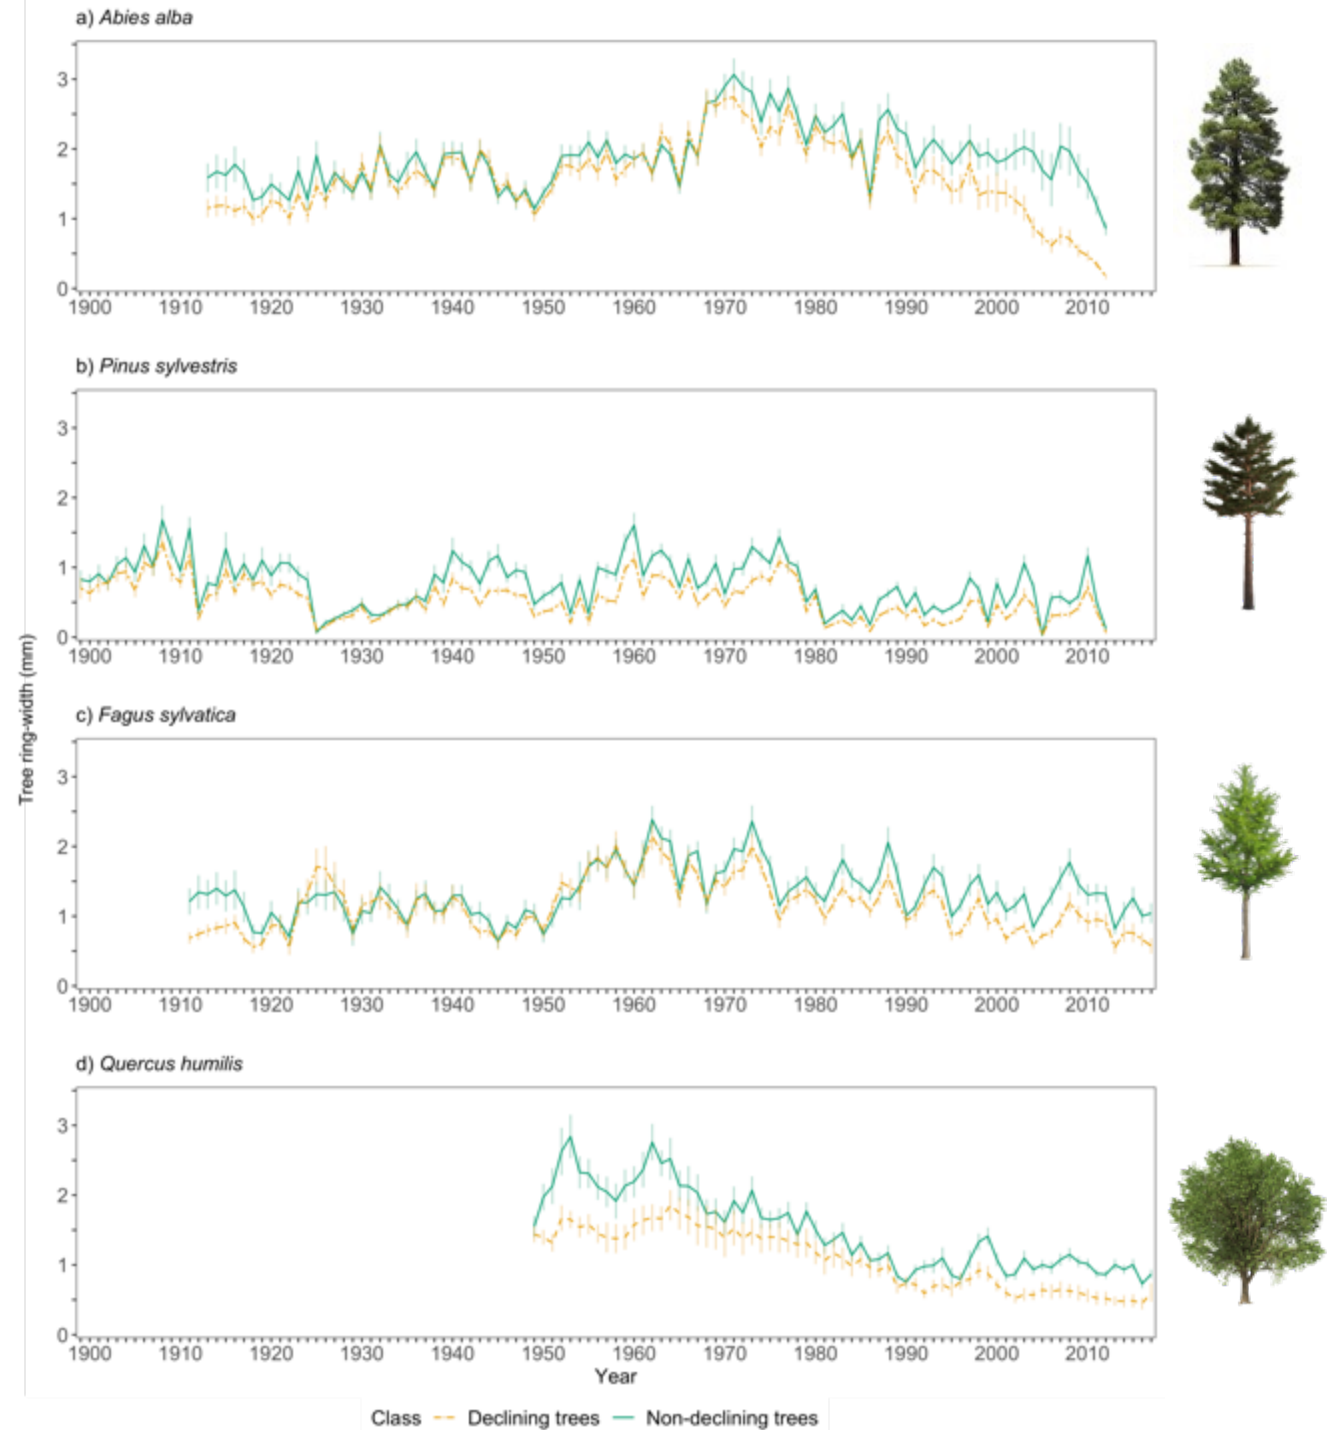 a) Abies alba
3
2
1
0
1900 1910 1920 1930 1940 1950 1960 1970 1980 1990 2000 2010
b) Pinus sylvestris
3
2
1
0
1900 1910 1920 1930 1940 1950 1960 1970 1980 1990 2000 2010
Tree ring-width (mm)
c) Fagus sylvatica
3
2
1
0
1900 1910 1920 1930 1940 1950 1960 1970 1980 1990 2000 2010
d) Quercus humilis
3
2
1
0
1900 1910 1920 1930 1940 1950 1960 1970 1980 1990 2000 2010
Year
Class Declining trees Non-declining trees